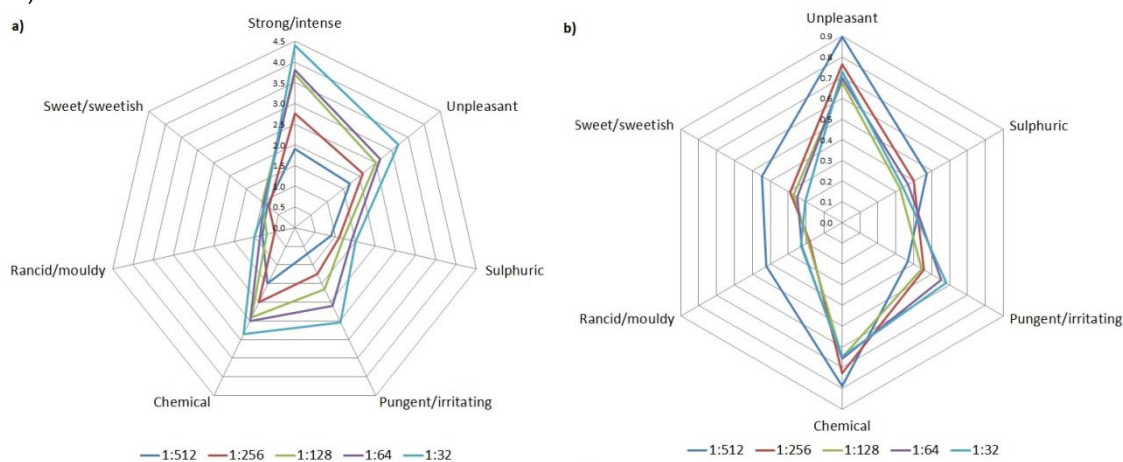 a)
Strong/intense
4.5
4.0
3.5
3.0
2.5
2.0
1.5
1.0
0.5
0.0
Unpleasant
Sulphuric
Pungent/irritating
Chemical
Rancid/mouldy
Sweet/sweetish
1:512 1:256 1:128 1:64 1:32
b)
Unpleasant
0.9
0.8
0.7
0.6
0.5
0.4
0.3
0.2
0.1
0.0
Sulphuric
Pungent/irritating
Chemical
Rancid/mouldy
Sweet/sweetish
1:512 1:256 1:128 1:64 1:32